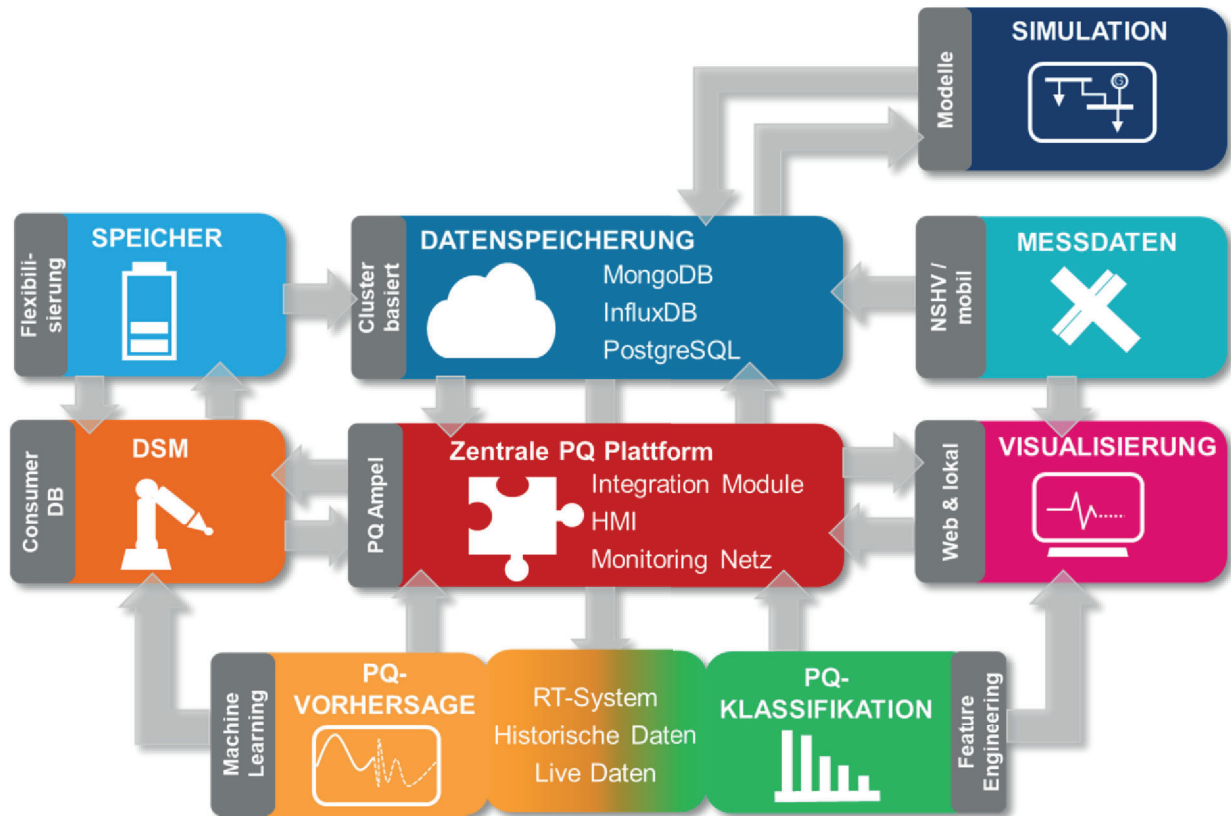 Modelle
SIMULATION
G
Flexibili-
sierung
SPEICHER
Cluster
basiert
DATENSPEICHERUNG
MongoDB
InfluxDB
PostgreSQL
NSHV /
mobil
MESSDATEN
Consumer
DB
DSM
PQ Ampel
Zentrale PQ Plattform
Integration Module
HMI
Monitoring Netz
Web & lokal
VISUALISIERUNG
Machine
Learning
PQ-
VORHERSAGE
RT-System
Historische Daten
Live Daten
PQ-
KLASSIFIKATION
Feature
Engineering